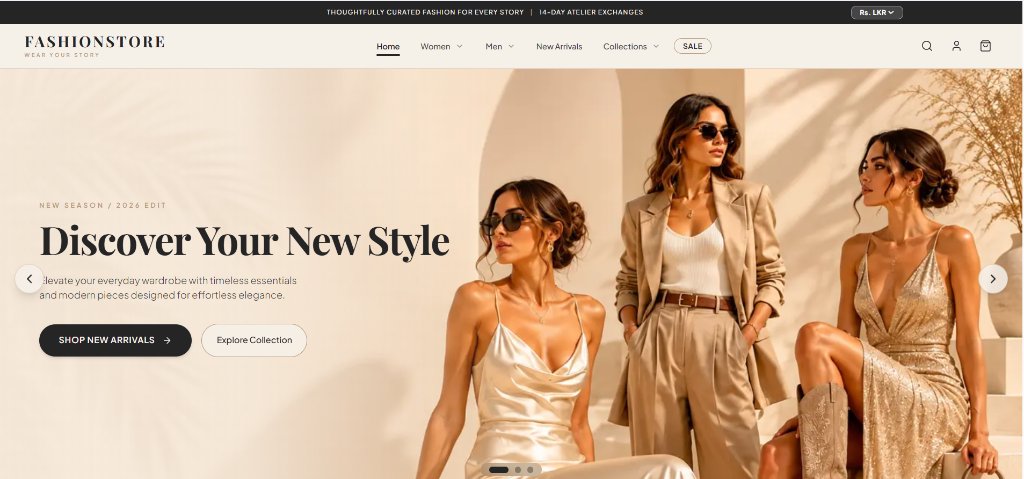 THOUGHTFULLY CURATED FASHION FOR EVERY STORY | 14-DAY ATELIER EXCHANGES
Rs. LKR
FASHIONSTORE
WEAR YOUR STORY
Home Women Men New Arrivals Collections SALE
NEW SEASON / 2026 EDIT
Discover Your New Style
Elevate your everyday wardrobe with timeless essentials
and modern pieces designed for effortless elegance.
SHOP NEW ARRIVALS → Explore Collection